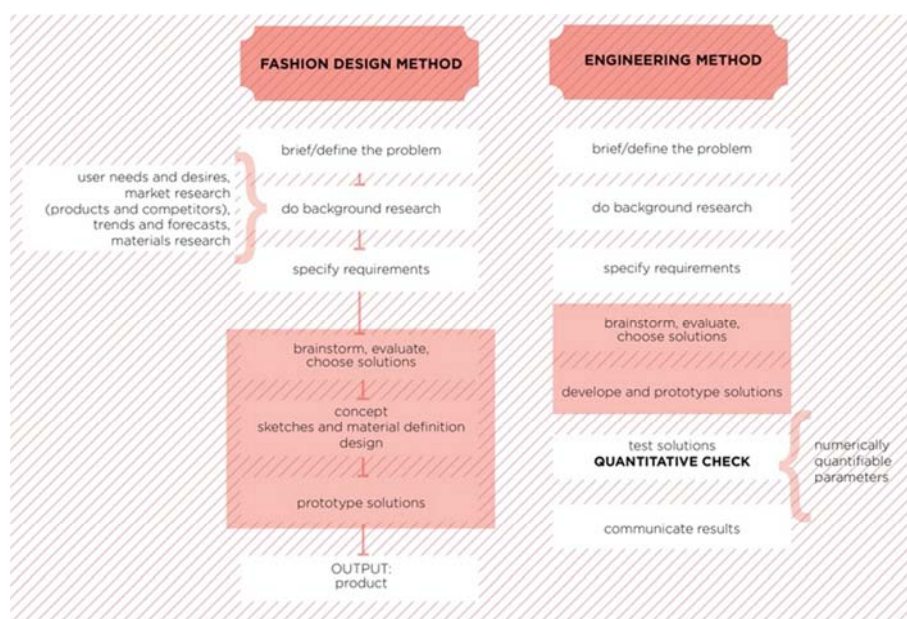 FASHION DESIGN METHOD
brief/define the problem
user needs and desires,
market research
(products and competitors),
trends and forecasts,
materials research
do background research
specify requirements
brainstorm, evaluate,
choose solutions
concept
sketches and material definition
design
prototype solutions
OUTPUT:
product
ENGINEERING METHOD
brief/define the problem
do background research
specify requirements
brainstorm, evaluate,
choose solutions
develope and prototype solutions
test solutions
QUANTITATIVE CHECK
numerically
quantifiable
parameters
communicate results